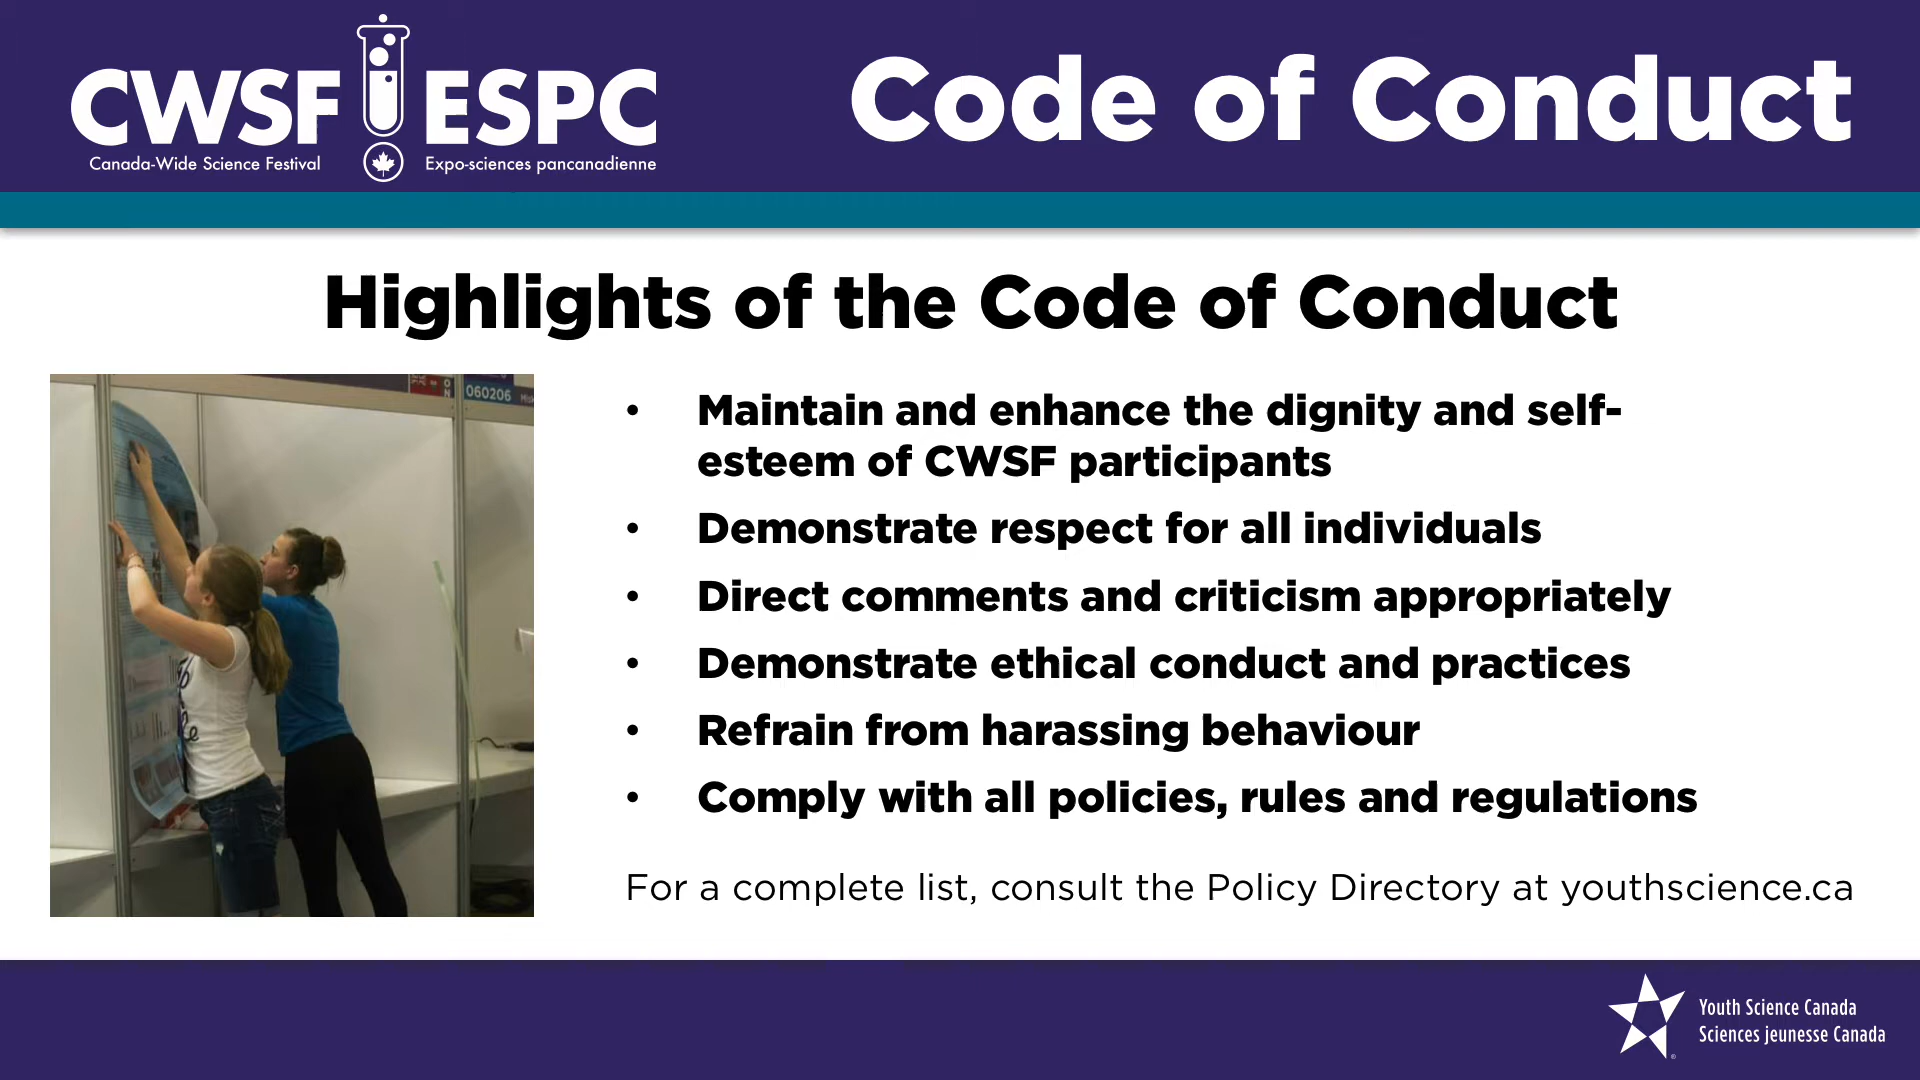 CWSF ESPC
Canada-Wide Science Festival
Expo-sciences pancanadienne
Code of Conduct
Highlights of the Code of Conduct
060206
• Maintain and enhance the dignity and self-
esteem of CWSF participants
• Demonstrate respect for all individuals
• Direct comments and criticism appropriately
• Demonstrate ethical conduct and practices
• Refrain from harassing behaviour
• Comply with all policies, rules and regulations
For a complete list, consult the Policy Directory at youthscience.ca
Youth Science Canada
Sciences jeunesse Canada